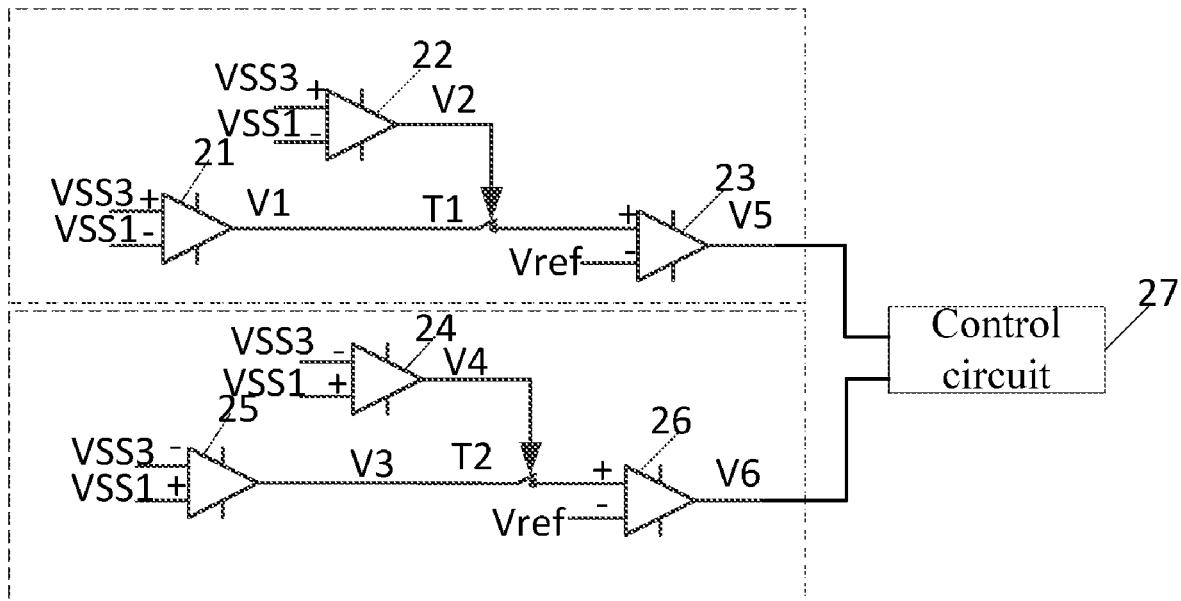 VSS3 + 22
V2
VSS1 -
21
VSS3 +
V1
T1
23
VSS1 -
+
V5
Vref -
27
Control
circuit
VSS3 - 24
V4
VSS1 +
25
VSS3 -
V3
T2
26
VSS1 +
+
V6
Vref -